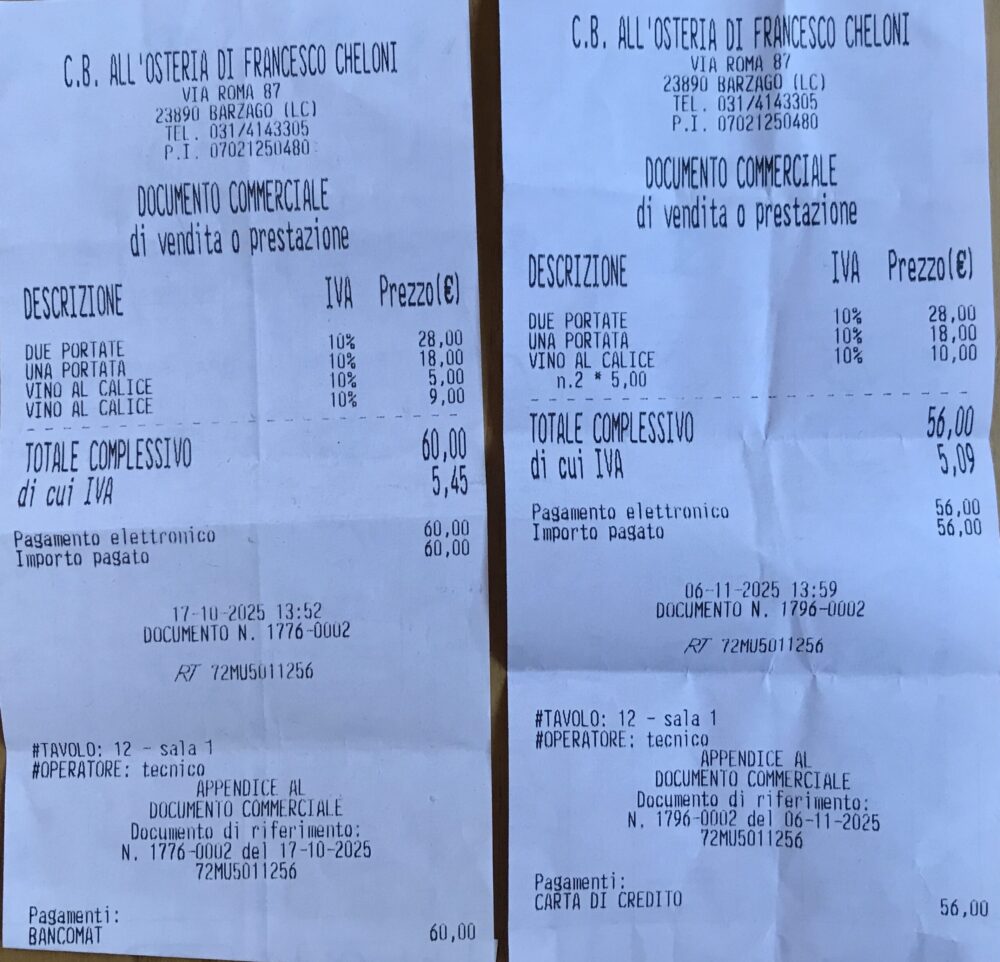 C.B. ALL'OSTERIA DI FRANCESCO CHELONI
VIA ROMA 87
23890 BARZAGO (LC)
TEL. 031/4143305
P.I. 07021250480
DOCUMENTO COMMERCIALE
di vendita o prestazione
DESCRIZIONE IVA Prezzo(€)
DUE PORTATE 10% 28,00
UNA PORTATA 10% 18,00
VINO AL CALICE 10% 5,00
VINO AL CALICE 10% 9,00
TOTALE COMPLESSIVO 60,00
di cui IVA 5,45
Pagamento elettronico 60,00
Importo pagato 60,00
17-10-2025 13:52
DOCUMENTO N. 1776-0002
RT 72MU5011256
#TAVOLO: 12 - sala 1
#OPERATORE: tecnico
APPENDICE AL
DOCUMENTO COMMERCIALE
Documento di riferimento:
N. 1776-0002 del 17-10-2025
72MU5011256
Pagamenti:
BANCOMAT 60,00
C.B. ALL'OSTERIA DI FRANCESCO CHELONI
VIA ROMA 87
23890 BARZAGO (LC)
TEL. 031/4143305
P.I. 07021250480
DOCUMENTO COMMERCIALE
di vendita o prestazione
DESCRIZIONE IVA Prezzo(€)
DUE PORTATE 10% 28,00
UNA PORTATA 10% 18,00
VINO AL CALICE 10% 10,00
n.2 * 5,00
TOTALE COMPLESSIVO 56,00
di cui IVA 5,09
Pagamento elettronico 56,00
Importo pagato 56,00
06-11-2025 13:59
DOCUMENTO N. 1796-0002
RT 72MU5011256
#TAVOLO: 12 - sala 1
#OPERATORE: tecnico
APPENDICE AL
DOCUMENTO COMMERCIALE
Documento di riferimento:
N. 1796-0002 del 06-11-2025
72MU5011256
Pagamenti:
CARTA DI CREDITO 56,00